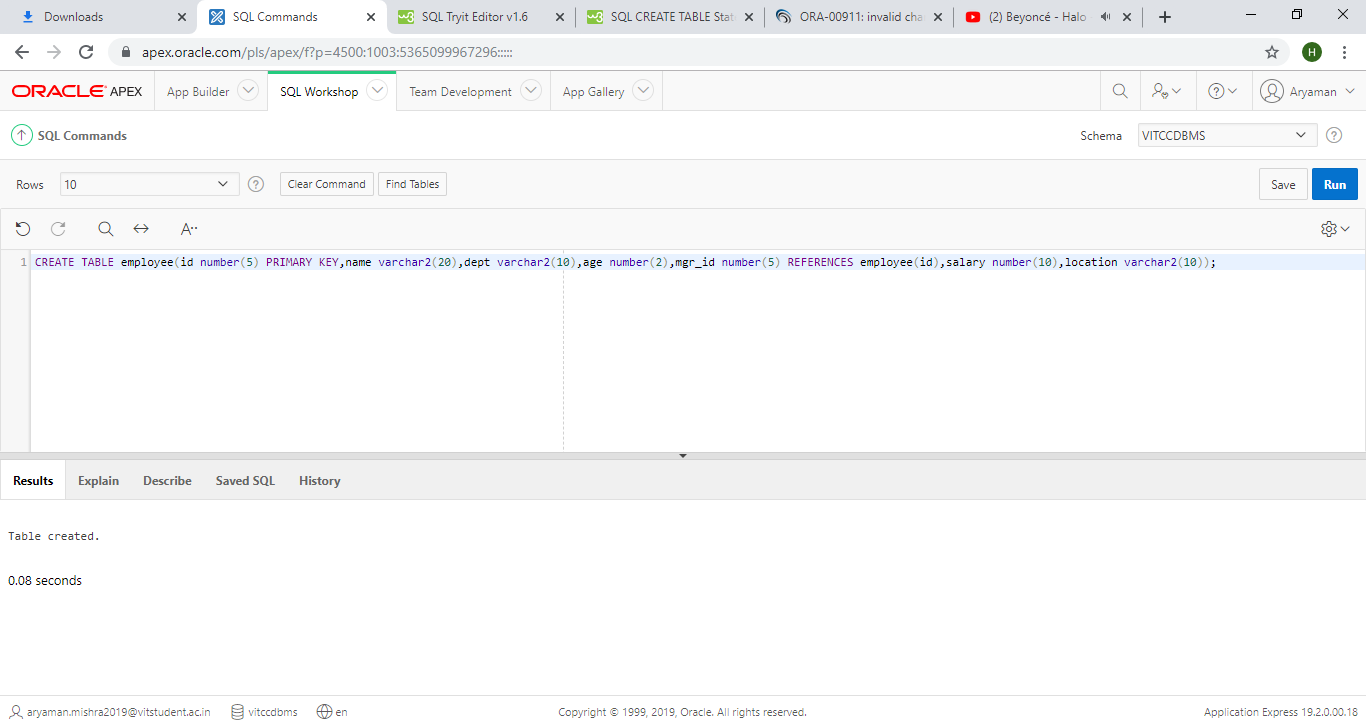 Downloads
SQL Commands
SQL Tryit Editor v1.6
SQL CREATE TABLE State
ORA-00911: invalid cha
(2) Beyoncé - Halo
apex.oracle.com/pls/apex/f?p=4500:1003:5365099967296:::::
H
ORACLE APEX
App Builder
SQL Workshop
Team Development
App Gallery
Aryaman
SQL Commands
Schema
VITCCDBMS
Rows
10
Clear Command
Find Tables
Save
Run
A··
1 CREATE TABLE employee(id number(5) PRIMARY KEY,name varchar2(20),dept varchar2(10),age number(2),mgr_id number(5) REFERENCES employee(id),salary number(10),location varchar2(10));
Results
Explain
Describe
Saved SQL
History
Table created.
0.08 seconds
aryaman.mishra2019@vitstudent.ac.in
vitccdbms
en
Copyright © 1999, 2019, Oracle. All rights reserved.
Application Express 19.2.0.00.18